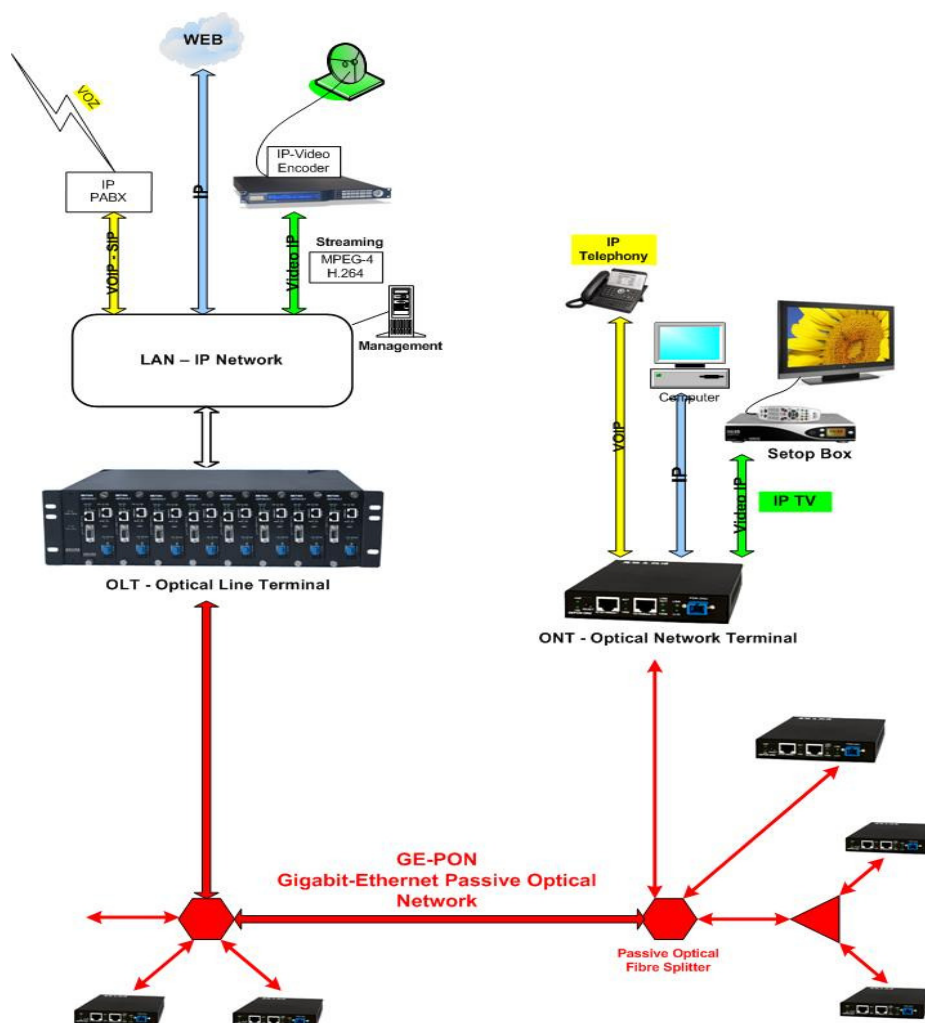 WEB
VOZ
IP-Video
Encoder
IP
PABX
IP
VOIP - SIP
Video IP
Streaming
MPEG-4
H.264
Management
LAN – IP Network
OLT - Optical Line Terminal
IP
Telephony
Computer
VOIP
IP
Setop Box
Video IP
IP TV
ONT - Optical Network Terminal
GE-PON
Gigabit-Ethernet Passive Optical
Network
Passive Optical
Fibre Splitter